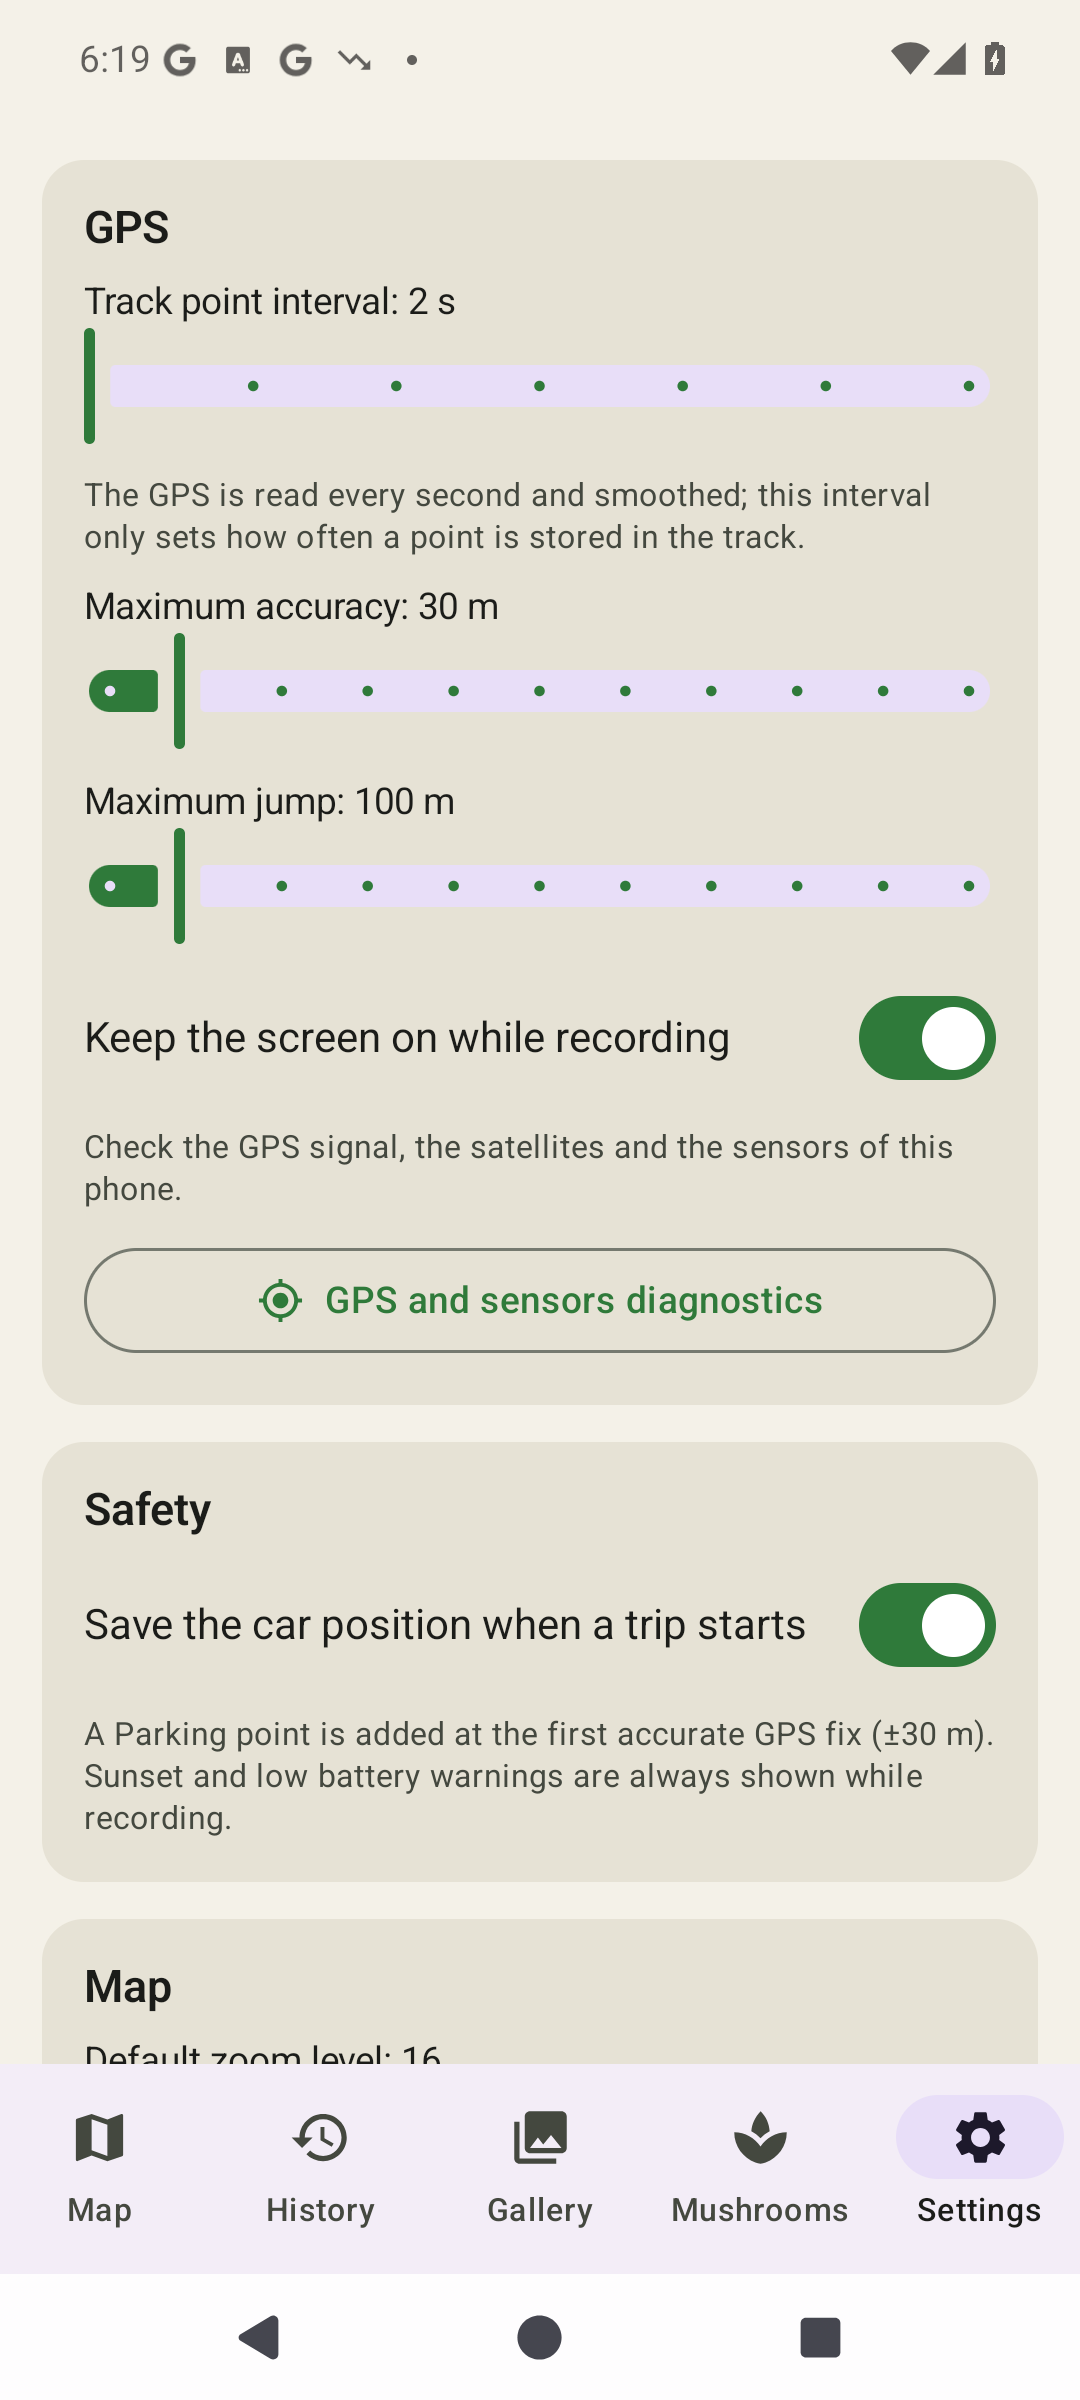 6:19
GPS
Track point interval: 2 s
The GPS is read every second and smoothed; this interval
only sets how often a point is stored in the track.
Maximum accuracy: 30 m
Maximum jump: 100 m
Keep the screen on while recording
Check the GPS signal, the satellites and the sensors of this
phone.
GPS and sensors diagnostics
Safety
Save the car position when a trip starts
A Parking point is added at the first accurate GPS fix (±30 m).
Sunset and low battery warnings are always shown while
recording.
Map
Default zoom level: 16
Map
History
Gallery
Mushrooms
Settings